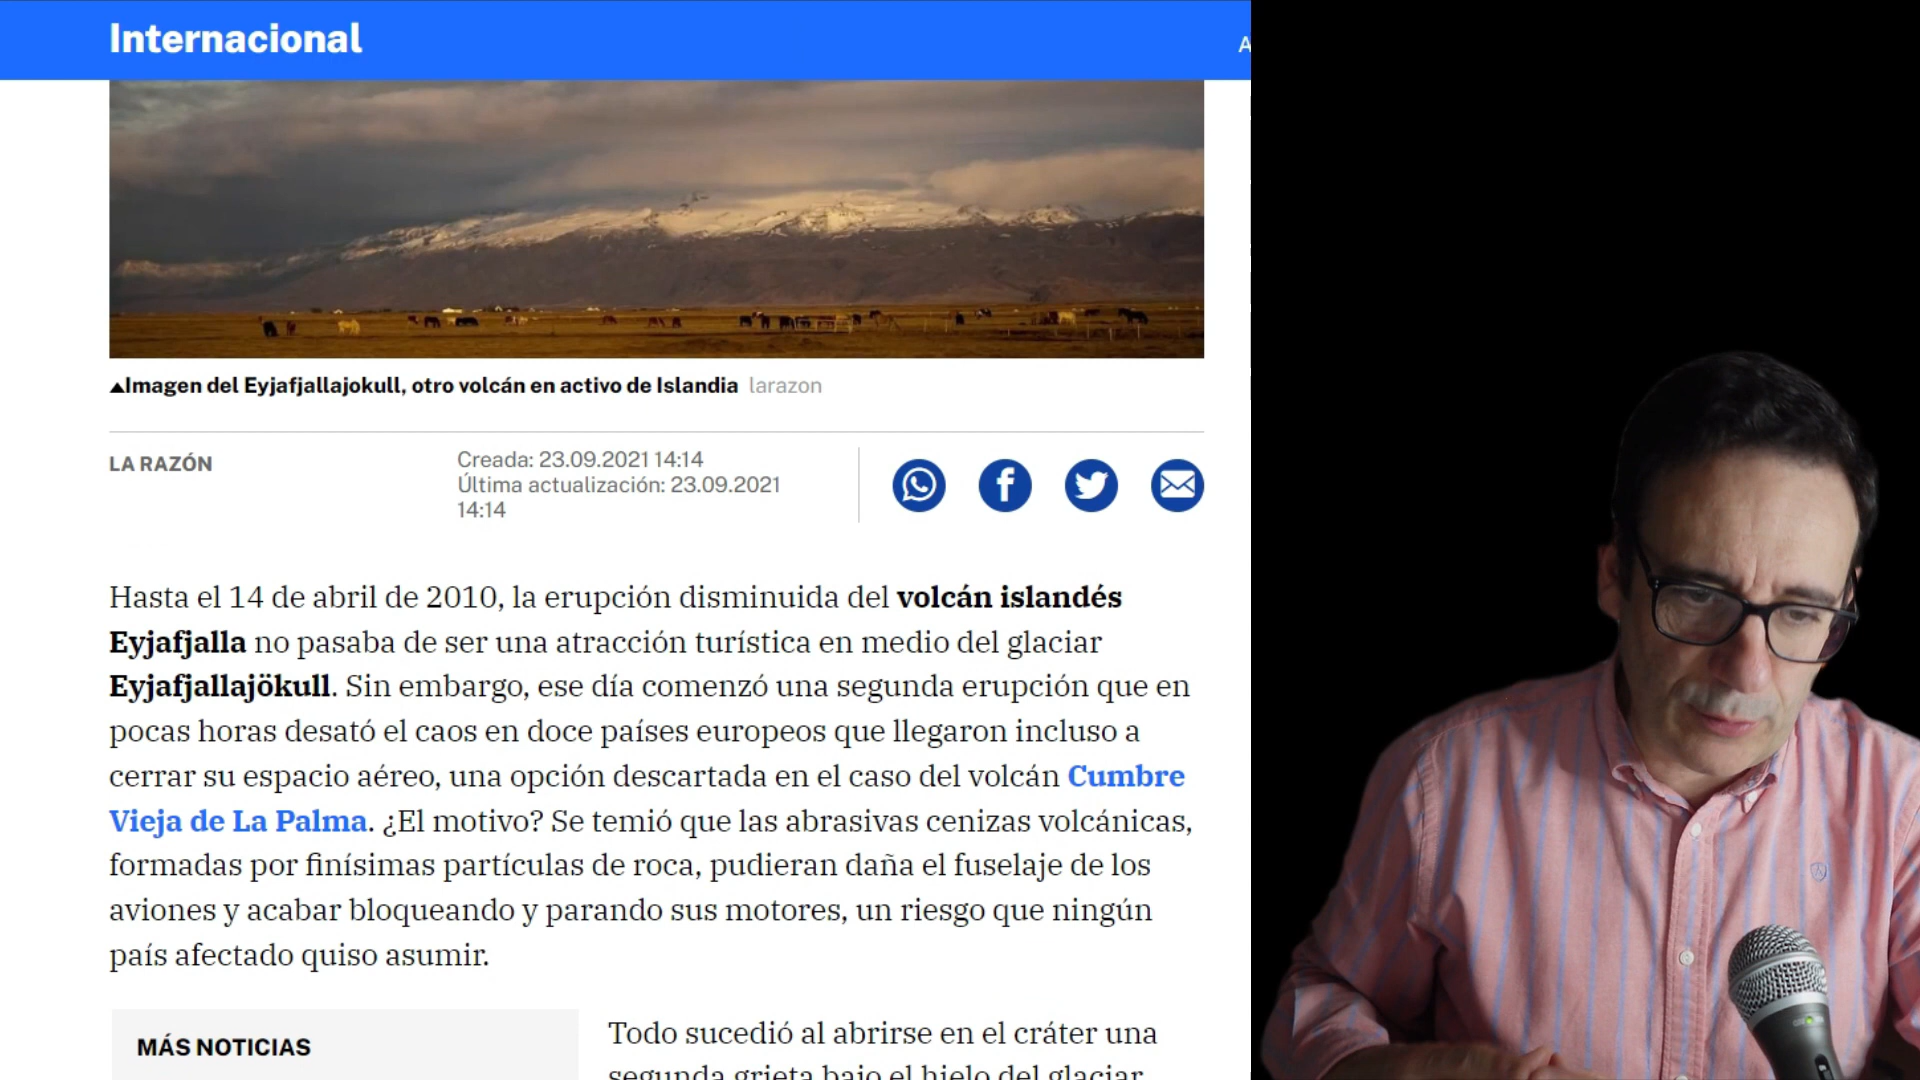 Internacional
A
▲Imagen del Eyjafjallajokull, otro volcán en activo de Islandia larazon
LA RAZÓN
Creada: 23.09.2021 14:14
Última actualización: 23.09.2021
14:14
Hasta el 14 de abril de 2010, la erupción disminuida del volcán islandés
Eyjafjalla no pasaba de ser una atracción turística en medio del glaciar
Eyjafjallajökull. Sin embargo, ese día comenzó una segunda erupción que en
pocas horas desató el caos en doce países europeos que llegaron incluso a
cerrar su espacio aéreo, una opción descartada en el caso del volcán Cumbre
Vieja de La Palma. ¿El motivo? Se temió que las abrasivas cenizas volcánicas,
formadas por finísimas partículas de roca, pudieran daña el fuselaje de los
aviones y acabar bloqueando y parando sus motores, un riesgo que ningún
país afectado quiso asumir.
MÁS NOTICIAS
Todo sucedió al abrirse en el cráter una
segunda grieta bajo el hielo del glaciar